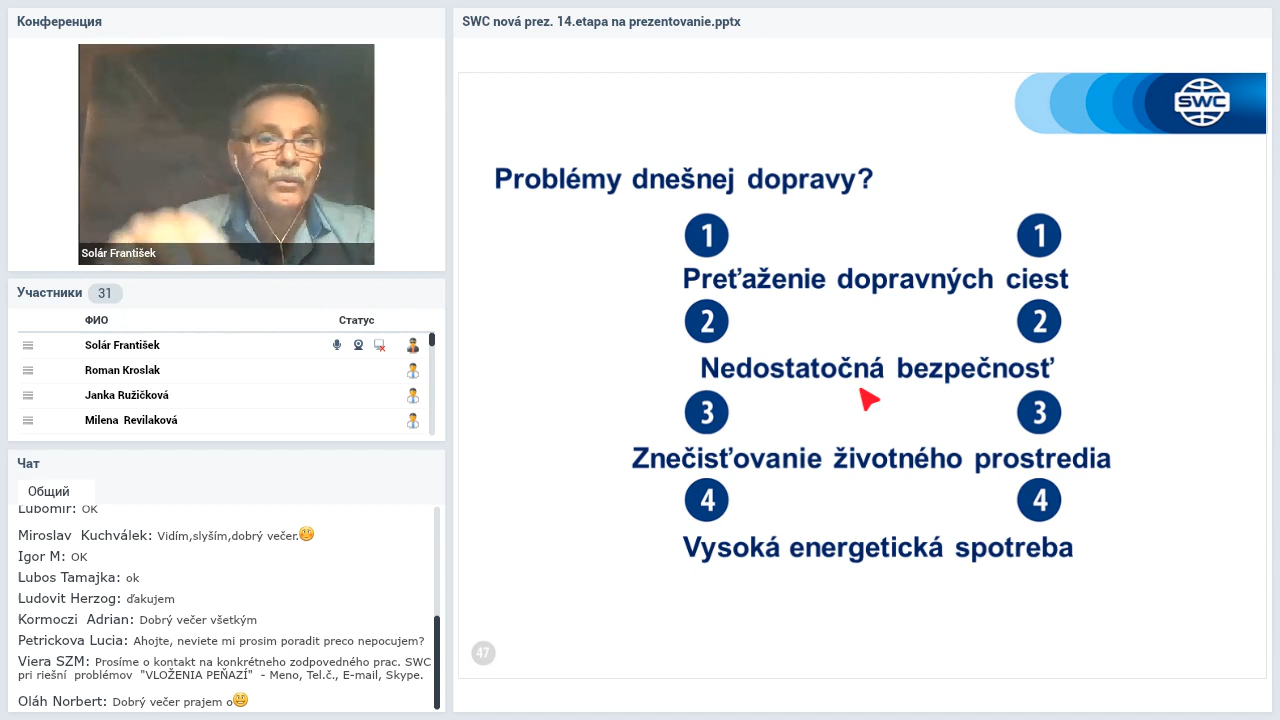 Конференция
Solár František
Участники 31
ФИО Статус
Solár František
Roman Kroslak
Janka Ružičková
Milena Revilaková
Чат
Общий
Lubomir: OK
Miroslav Kuchválek: Vidím,slyším,dobrý večer.
Igor M: OK
Lubos Tamajka: ok
Ludovit Herzog: ďakujem
Kormoczi Adrian: Dobrý večer všetkým
Petrickova Lucia: Ahojte, neviete mi prosim poradit preco nepocujem?
Viera SZM: Prosíme o kontakt na konkrétneho zodpovedného prac. SWC
pri riešní problémov "VLOŽENIA PEŇAZÍ" - Meno, Tel.č., E-mail, Skype.
Oláh Norbert: Dobrý večer prajem o
SWC nová prez. 14.etapa na prezentovanie.pptx
SWC
Problémy dnešnej dopravy?
1 1
Preťaženie dopravných ciest
2 2
Nedostatočná bezpečnosť
3 3
Znečisťovanie životného prostredia
4 4
Vysoká energetická spotreba
47